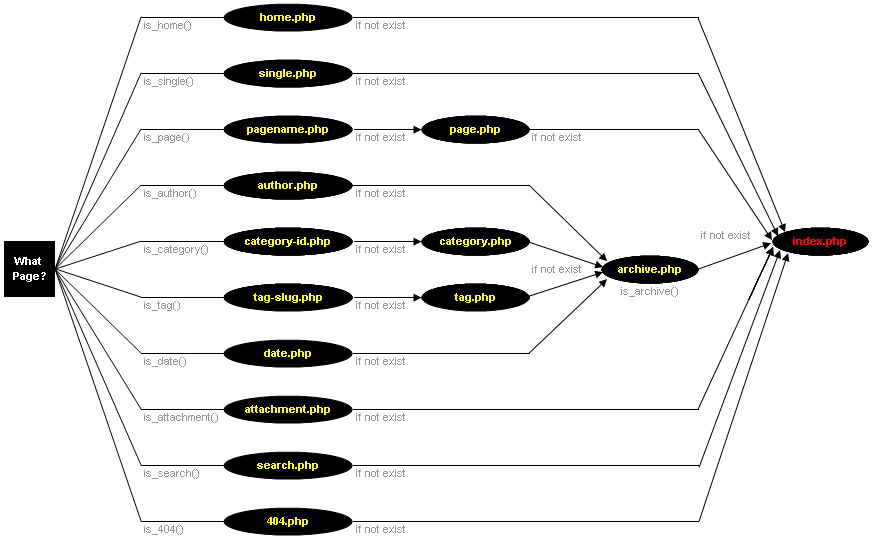 home.php
is_home()
if not exist
single.php
is_single()
if not exist
pagename.php
page.php
is_page()
if not exist
if not exist
author.php
is_author()
if not exist
category-id.php
category.php
if not exist
index.php
is_category()
if not exist
What
Page?
if not exist
archive.php
is_archive()
tag-slug.php
tag.php
is_tag()
if not exist
date.php
is_date()
if not exist
attachment.php
is_attachment()
if not exist
search.php
is_search()
if not exist
404.php
is_404()
if not exist